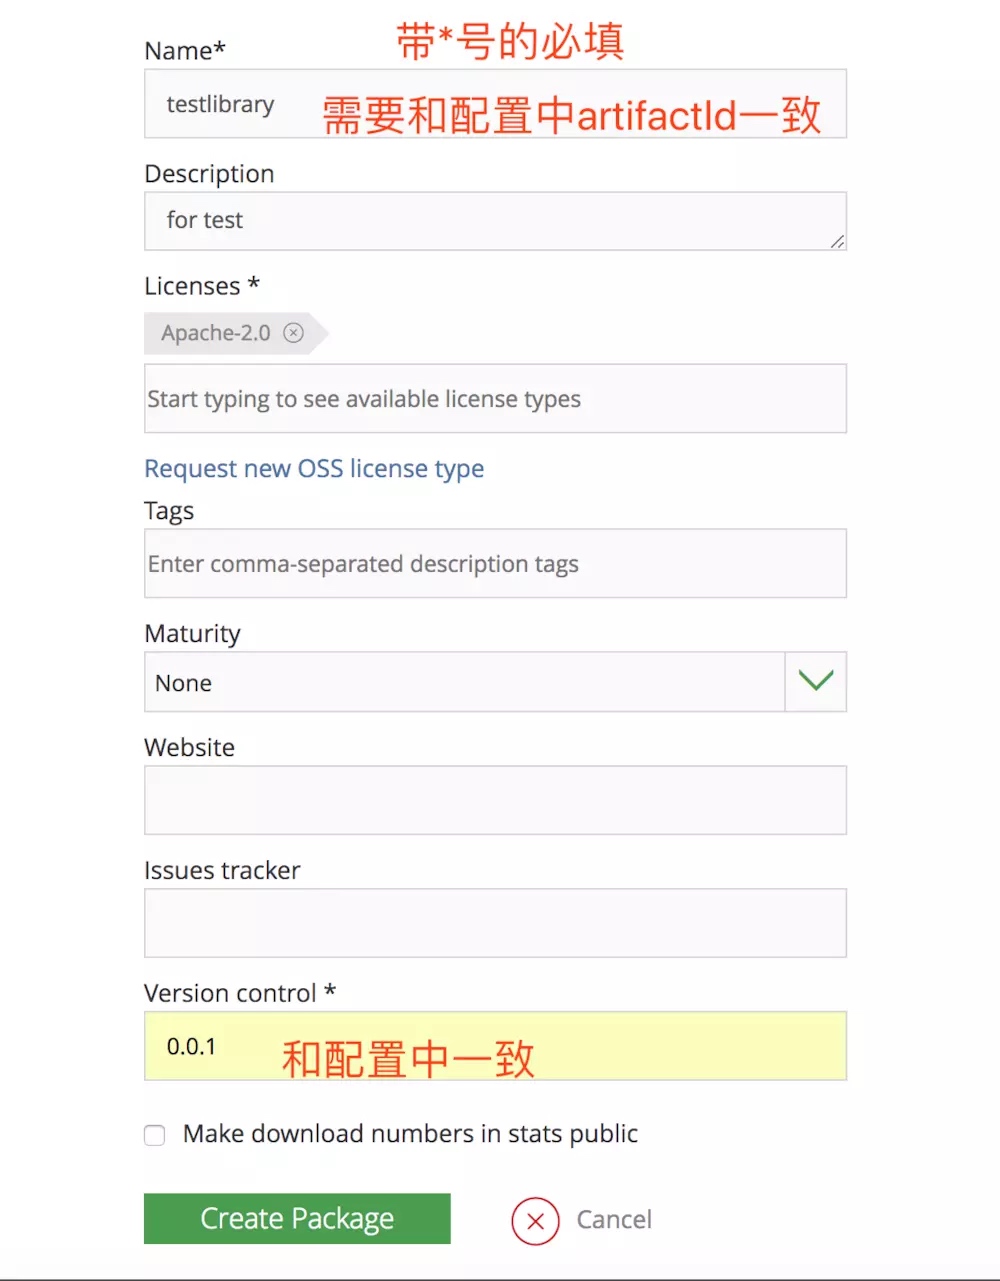 Name*
带*号的必填
testlibrary
需要和配置中artifactId一致
Description
for test
Licenses *
Apache-2.0
Start typing to see available license types
Request new OSS license type
Tags
Enter comma-separated description tags
Maturity
None
Website
Issues tracker
Version control *
0.0.1
和配置中一致
Make download numbers in stats public
Create Package
Cancel